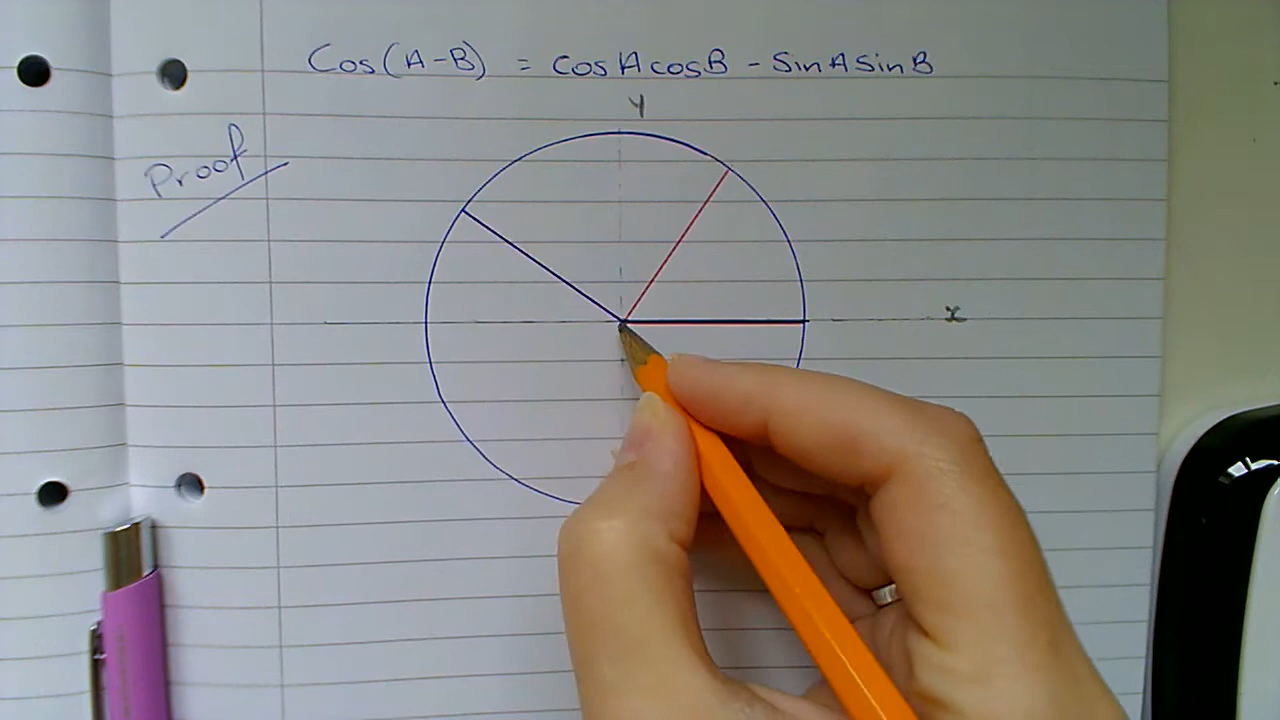 Cos(A-B) = cosAcosB - SinASinB
y
Proof
x